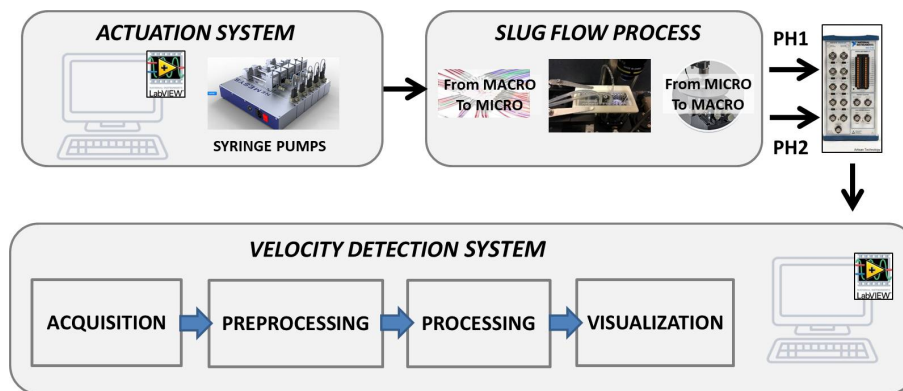 ACTUATION SYSTEM
LabVIEW
SYRINGE PUMPS
SLUG FLOW PROCESS
From MACRO
To MICRO
From MICRO
To MACRO
PH1
PH2
VELOCITY DETECTION SYSTEM
ACQUISITION
PREPROCESSING
PROCESSING
VISUALIZATION
LabVIEW